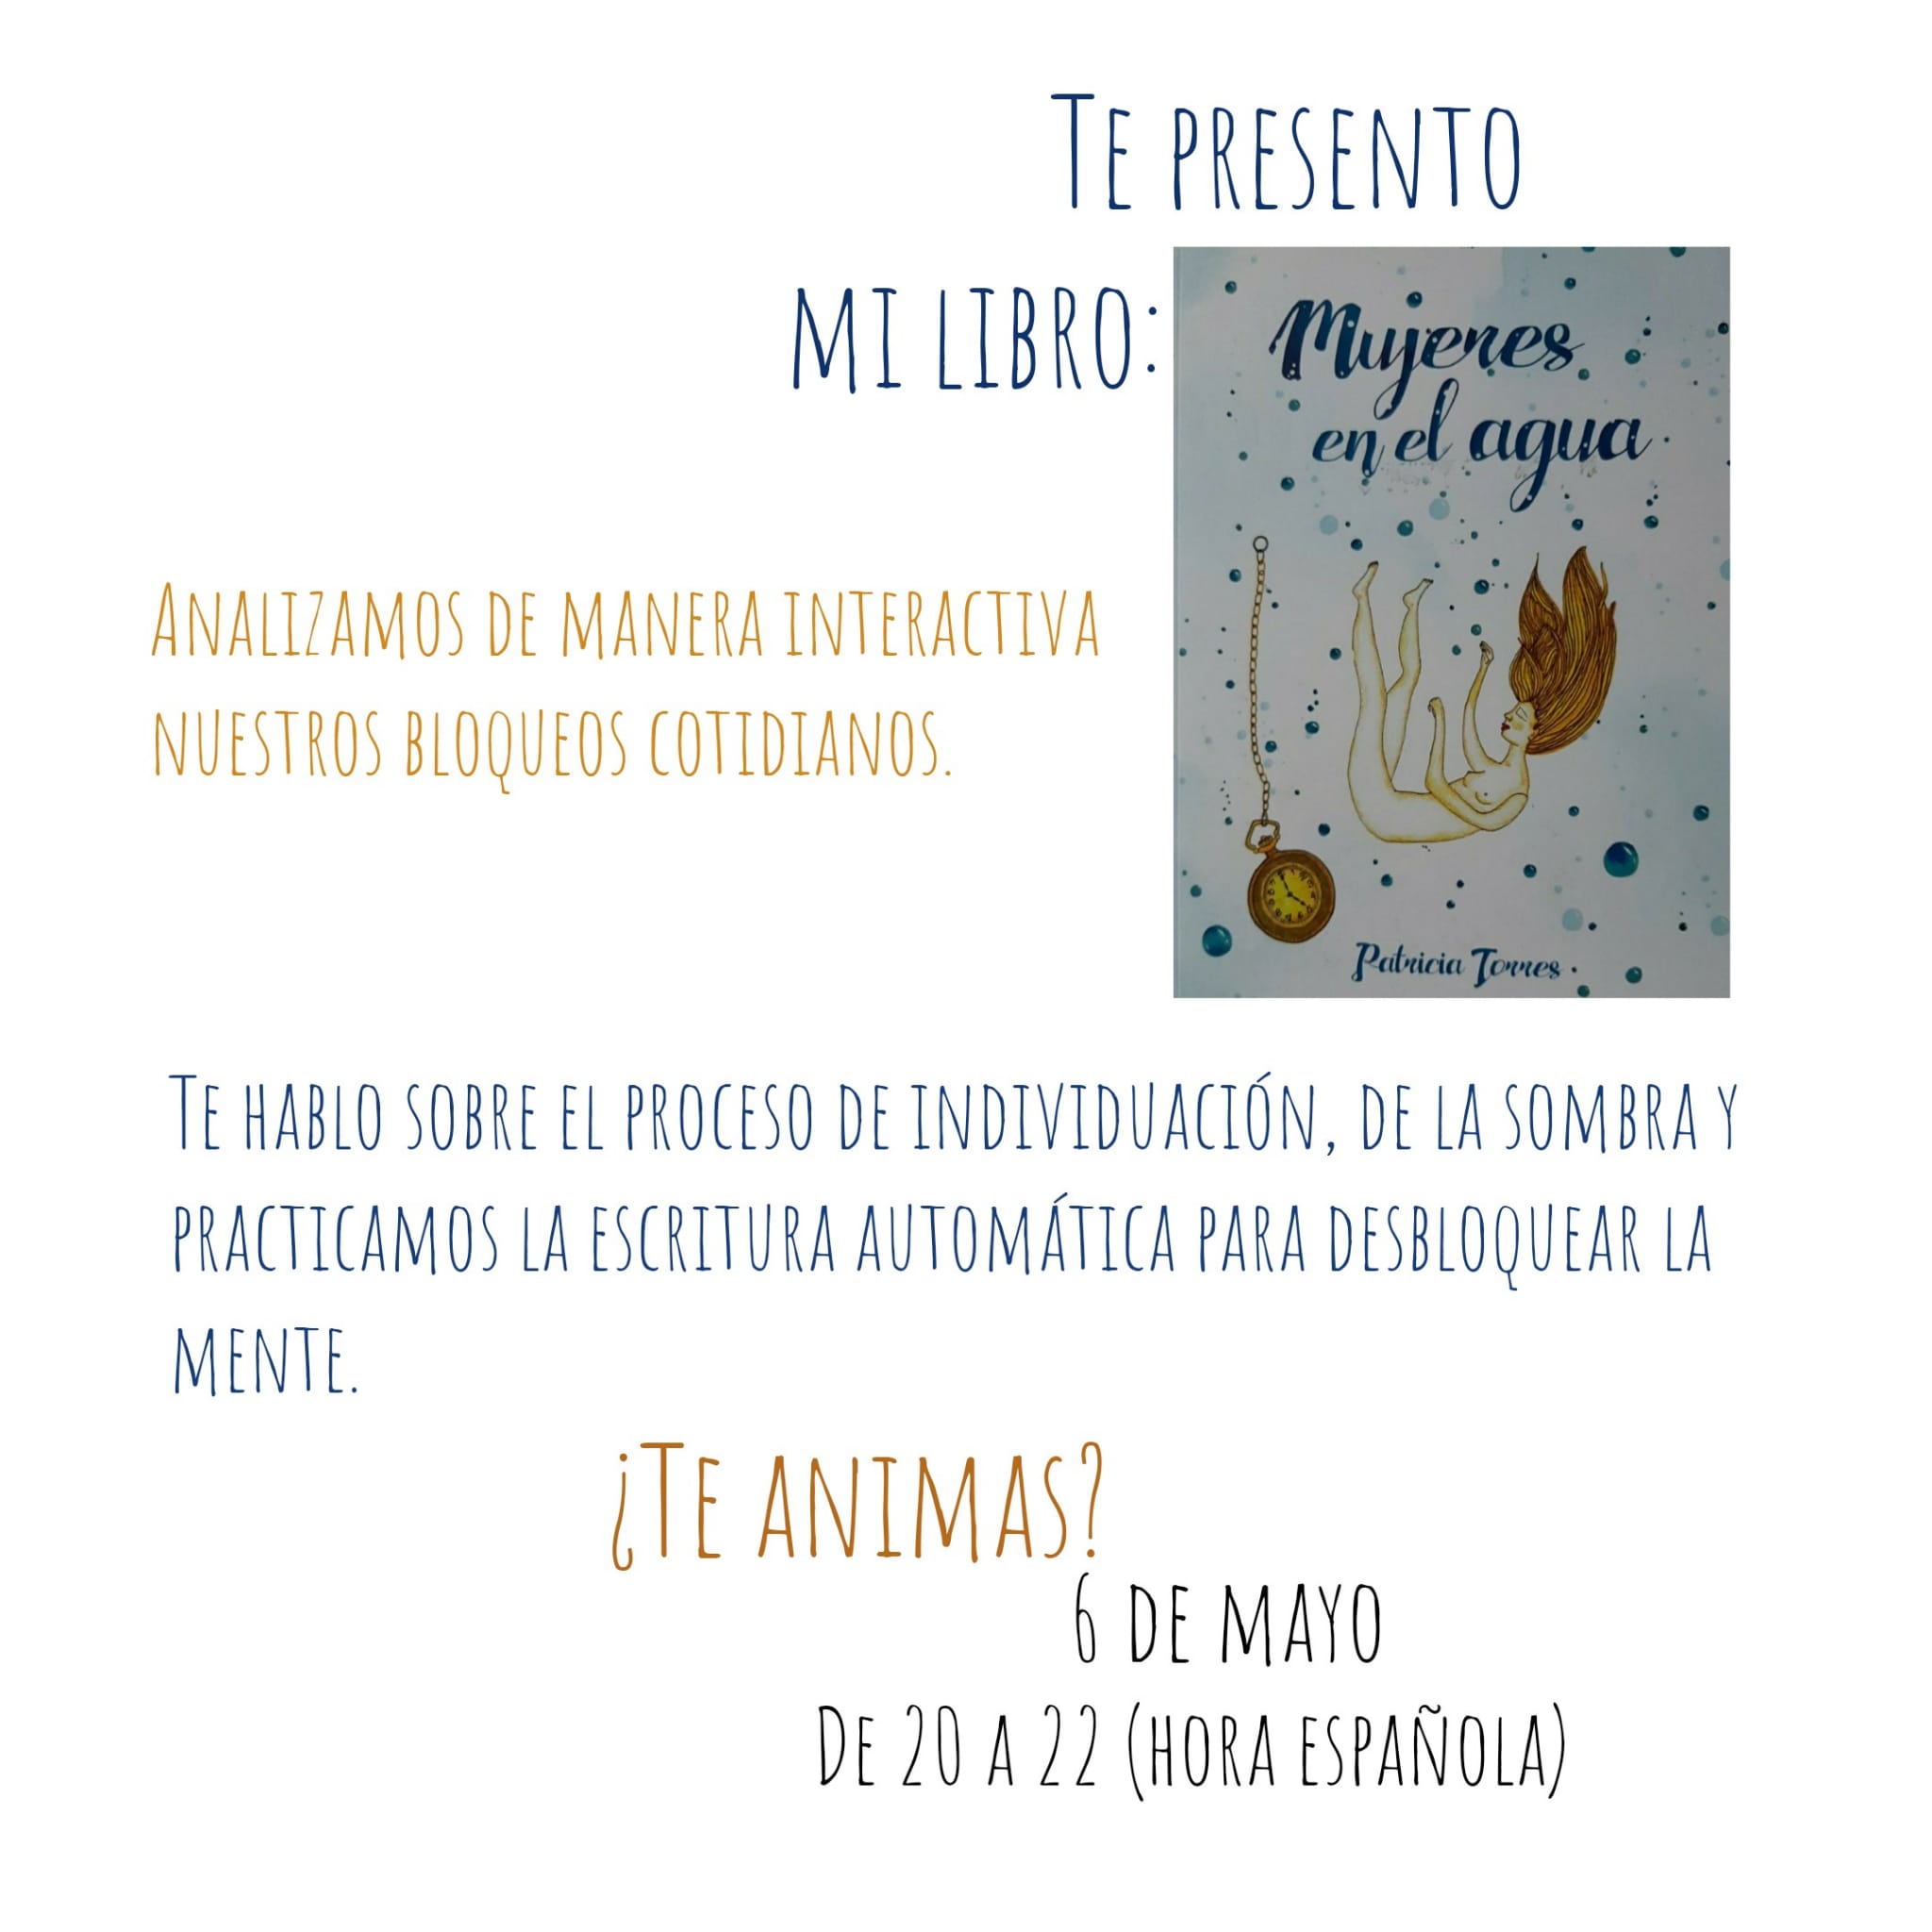 Te presento
mi libro:
Mujeres
en el agua
Analizamos de manera interactiva
nuestros bloqueos cotidianos.
Patricia Torres
Te hablo sobre el proceso de individuación, de la sombra y
practicamos la escritura automática para desbloquear la
mente.
¿Te animas?
6 de mayo
De 20 a 22 (hora española)